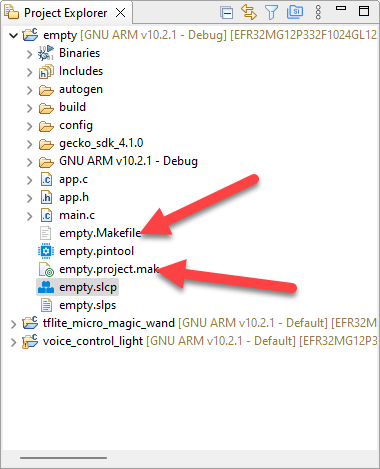 Project Explorer
empty [GNU ARM v10.2.1 - Debug] [EFR32MG12P332F1024GL12
Binaries
Includes
autogen
build
config
gecko_sdk_4.1.0
GNU ARM v10.2.1 - Debug
app.c
app.h
main.c
empty.Makefile
empty.pintool
empty.project.mak
empty.slcp
empty.slps
tflite_micro_magic_wand [GNU ARM v10.2.1 - Default] [EFR32M
voice_control_light [GNU ARM v10.2.1 - Default] [EFR32MG12P3